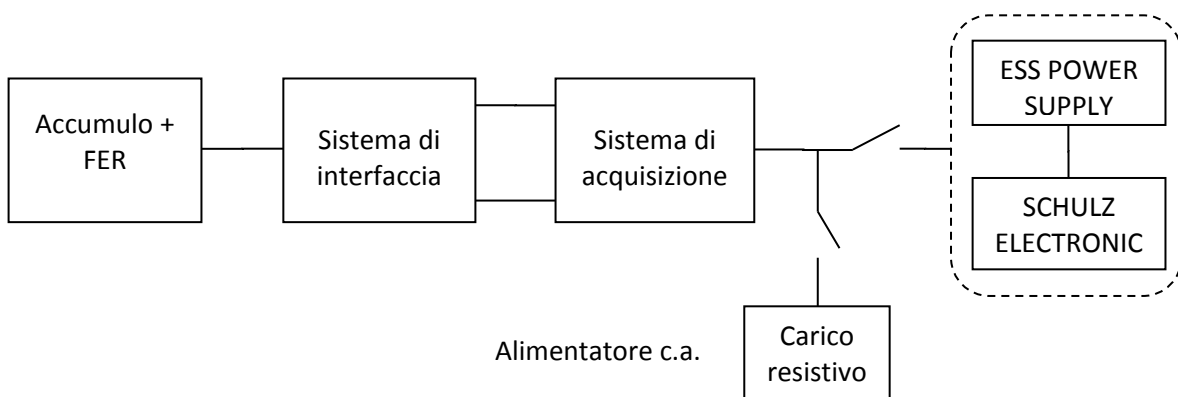 Accumulo +
FER
Sistema di
interfaccia
Sistema di
acquisizione
ESS POWER
SUPPLY
SCHULZ
ELECTRONIC
Alimentatore c.a.
Carico
resistivo